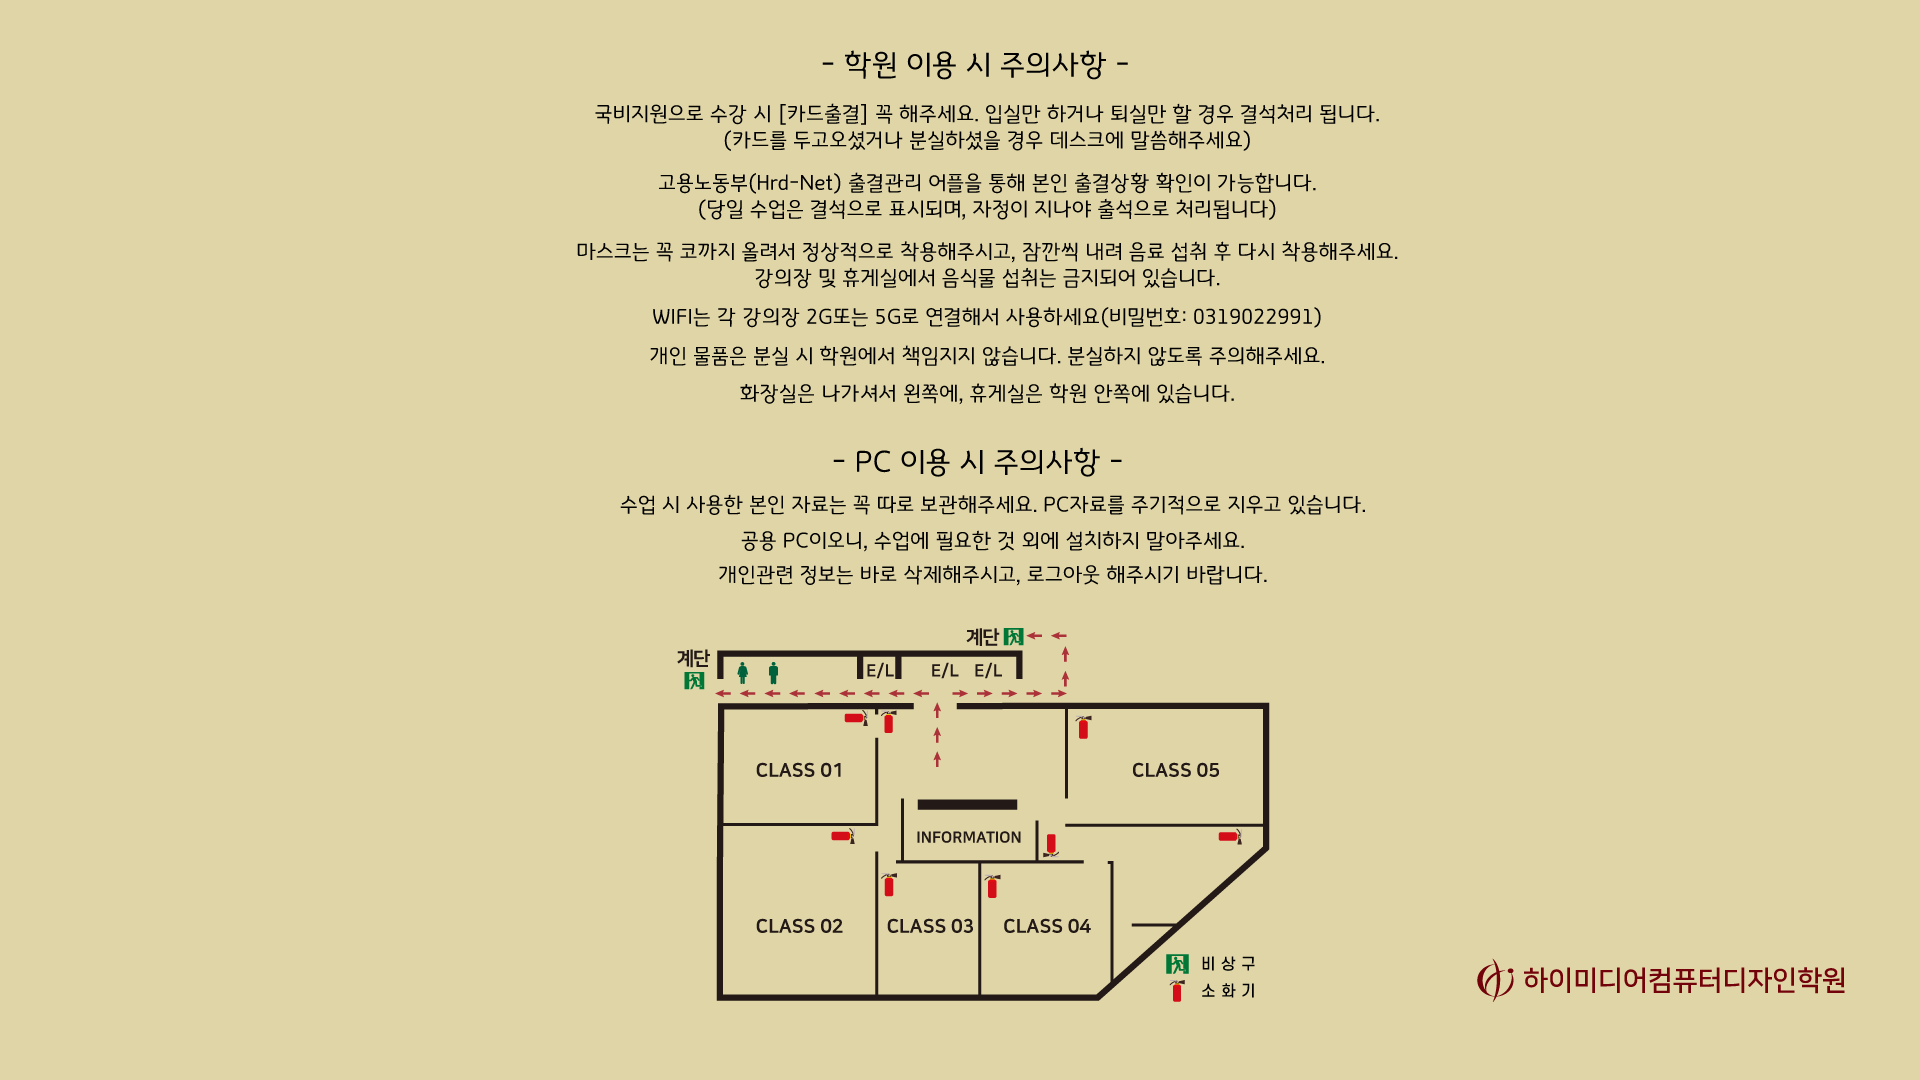 - 학원 이용 시 주의사항 -
국비지원으로 수강 시 [카드출결] 꼭 해주세요. 입실만 하거나 퇴실만 할 경우 결석처리 됩니다.
(카드를 두고오셨거나 분실하셨을 경우 데스크에 말씀해주세요)
고용노동부(Hrd-Net) 출결관리 어플을 통해 본인 출결상황 확인이 가능합니다.
(당일 수업은 결석으로 표시되며, 자정이 지나야 출석으로 처리됩니다)
마스크는 꼭 코까지 올려서 정상적으로 착용해주시고, 잠깐씩 내려 음료 섭취 후 다시 착용해주세요.
강의장 및 휴게실에서 음식물 섭취는 금지되어 있습니다.
WIFI는 각 강의장 2G또는 5G로 연결해서 사용하세요(비밀번호: 0319022991)
개인 물품은 분실 시 학원에서 책임지지 않습니다. 분실하지 않도록 주의해주세요.
화장실은 나가셔서 왼쪽에, 휴게실은 학원 안쪽에 있습니다.
- PC 이용 시 주의사항 -
수업 시 사용한 본인 자료는 꼭 따로 보관해주세요. PC자료를 주기적으로 지우고 있습니다.
공용 PC이오니, 수업에 필요한 것 외에 설치하지 말아주세요.
개인관련 정보는 바로 삭제해주시고, 로그아웃 해주시기 바랍니다.
계단
계단
E/L
E/L
E/L
CLASS 01
CLASS 05
INFORMATION
CLASS 02
CLASS 03
CLASS 04
비상구
소화기
하이미디어컴퓨터디자인학원